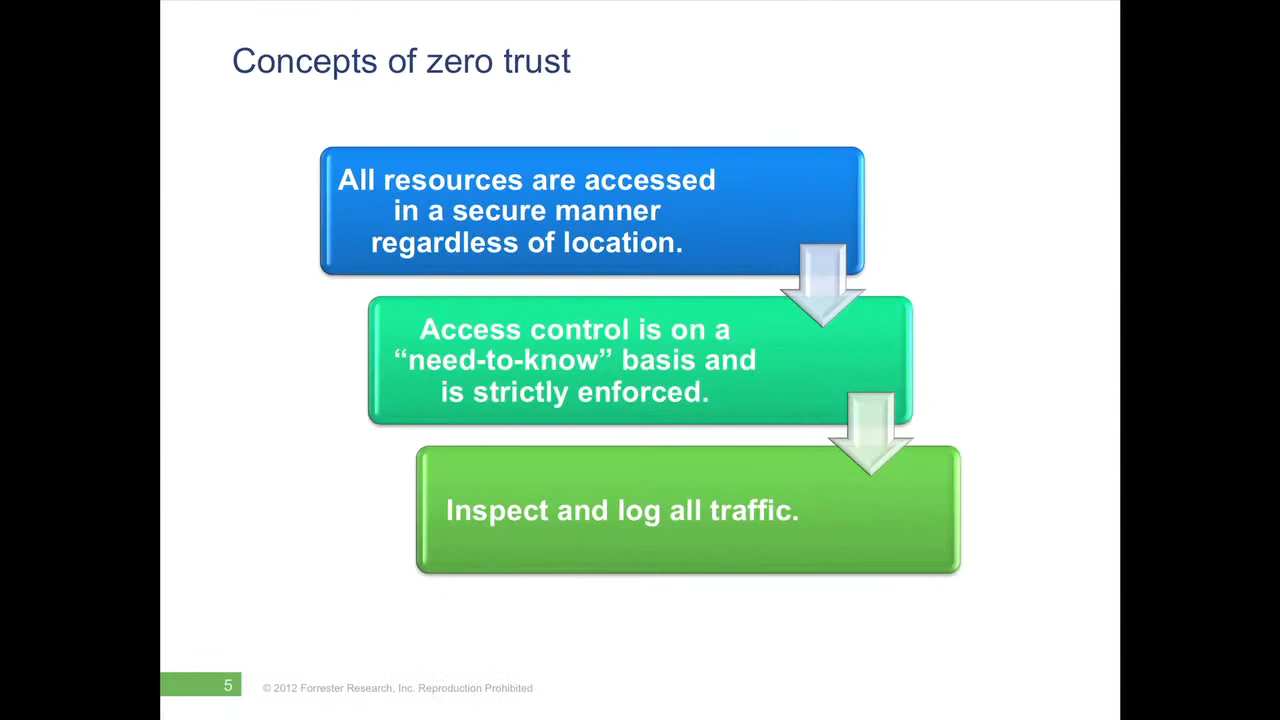 Concepts of zero trust
All resources are accessed
in a secure manner
regardless of location.
Access control is on a
“need-to-know” basis and
is strictly enforced.
Inspect and log all traffic.
5
© 2012 Forrester Research, Inc. Reproduction Prohibited